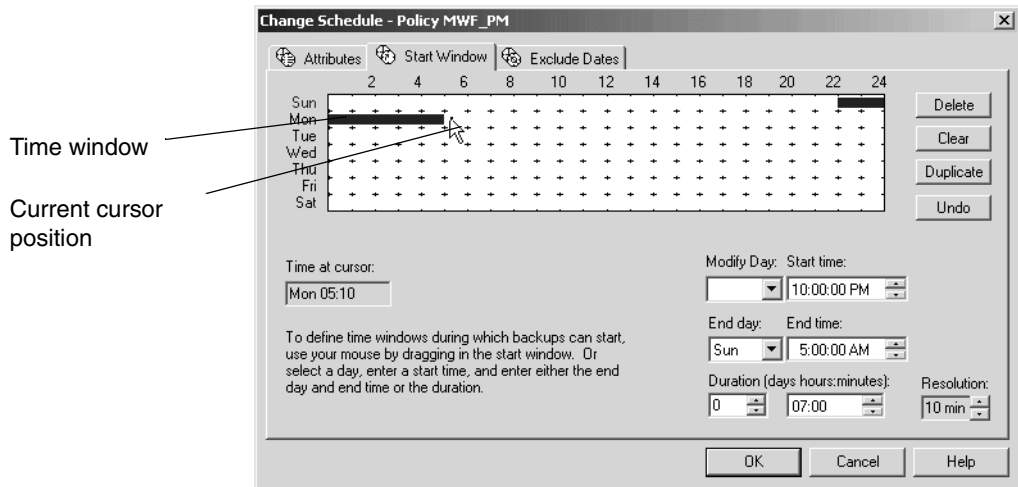 Change Schedule - Policy MWF_PM
Attributes Start Window Exclude Dates
2 4 6 8 10 12 14 16 18 20 22 24
Sun
Mon
Tue
Wed
Thu
Fri
Sat
Delete
Clear
Duplicate
Undo
Time window
Current cursor
position
Time at cursor:
Mon 05:10
To define time windows during which backups can start,
use your mouse by dragging in the start window. Or
select a day, enter a start time, and enter either the end
day and end time or the duration.
Modify Day: Start time:
10:00:00 PM
End day: End time:
Sun 5:00:00 AM
Duration (days hours:minutes):
0 07:00
Resolution:
10 min
OK Cancel Help